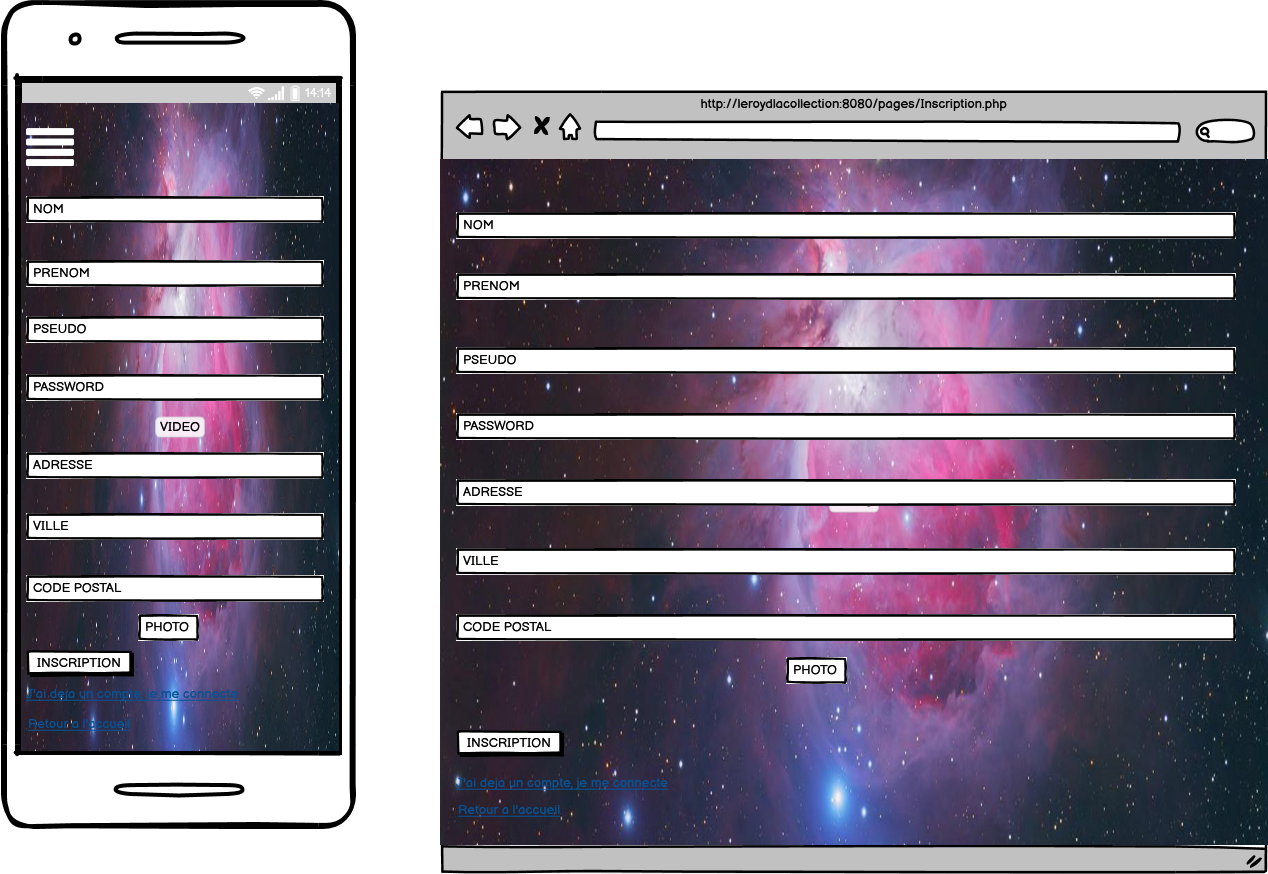 14:14
NOM
PRENOM
PSEUDO
PASSWORD
VIDEO
ADRESSE
VILLE
CODE POSTAL
PHOTO
INSCRIPTION
J'ai deja un compte, je me connecte
Retour a l'accueil
http://leroydlacollection:8080/pages/Inscription.php
NOM
PRENOM
PSEUDO
PASSWORD
ADRESSE
VILLE
CODE POSTAL
PHOTO
INSCRIPTION
J'ai deja un compte, je me connecte
Retour a l'accueil